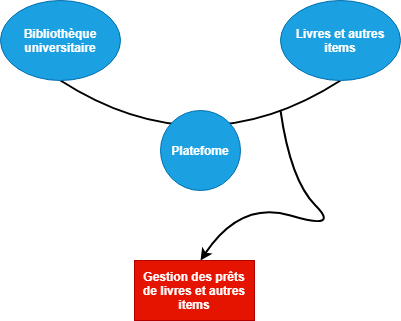 Bibliothèque
universitaire
Livres et autres
items
Platefome
Gestion des prêts
de livres et autres
items